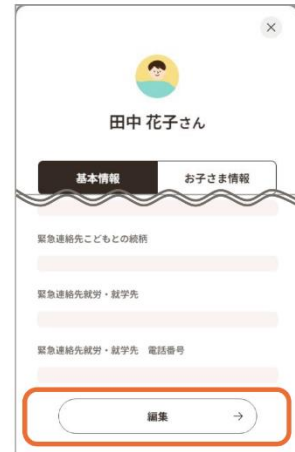 田中 花子さん
基本情報 お子さま情報
緊急連絡先こどもとの続柄
緊急連絡先就労・就学先
緊急連絡先就労・就学先 電話番号
編集 →